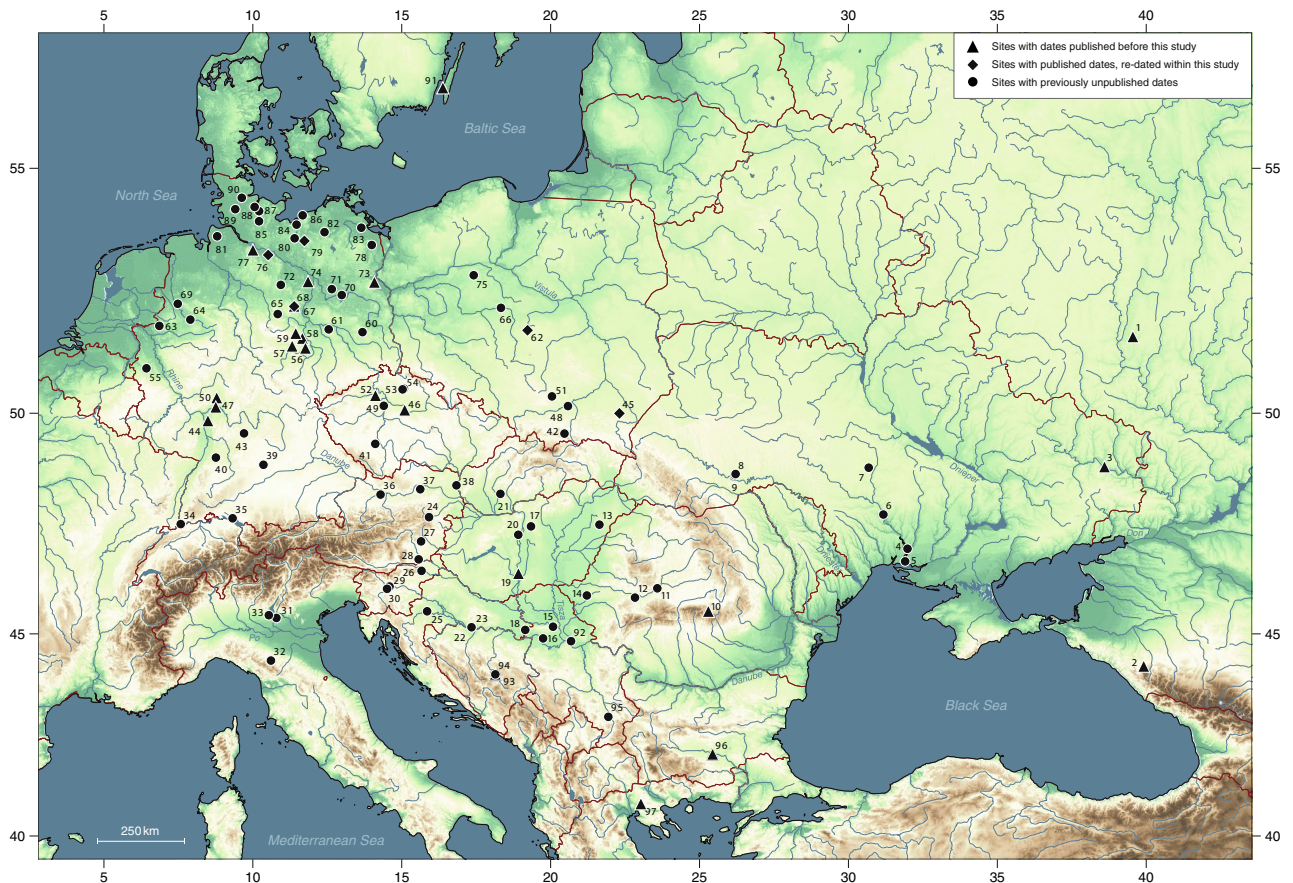 5 10 15 20 25 30 35 40
Sites with dates published before this study
Sites with published dates, re-dated within this study
Sites with previously unpublished dates
91
Baltic Sea
55 55
North Sea
90
87
89 88 86 82
85 84 83
81 80 79 78
77 76
74 73
72 71 70 75
Vistula
69 68
64 65 67 66
63 61 60 62 1
59 58
57 56
55
Rhine
54
52 53 51
50 47 49 46 48 45
50 50
44 43 42
40 39 41 3
Danube
8 7 Dnieper
9
36 37 38 21
34 35 24 20 17 13 6
27 Dniester 4 5 Don
28 26 19
29 30 14 12 11
33 31 25 23 18 15 Tisza 10
22 16 92
45 45
Po
32 94 93 Danube 2
95 Black Sea
96
97
250 km
Mediterranean Sea
40 40
5 10 15 20 25 30 35 40